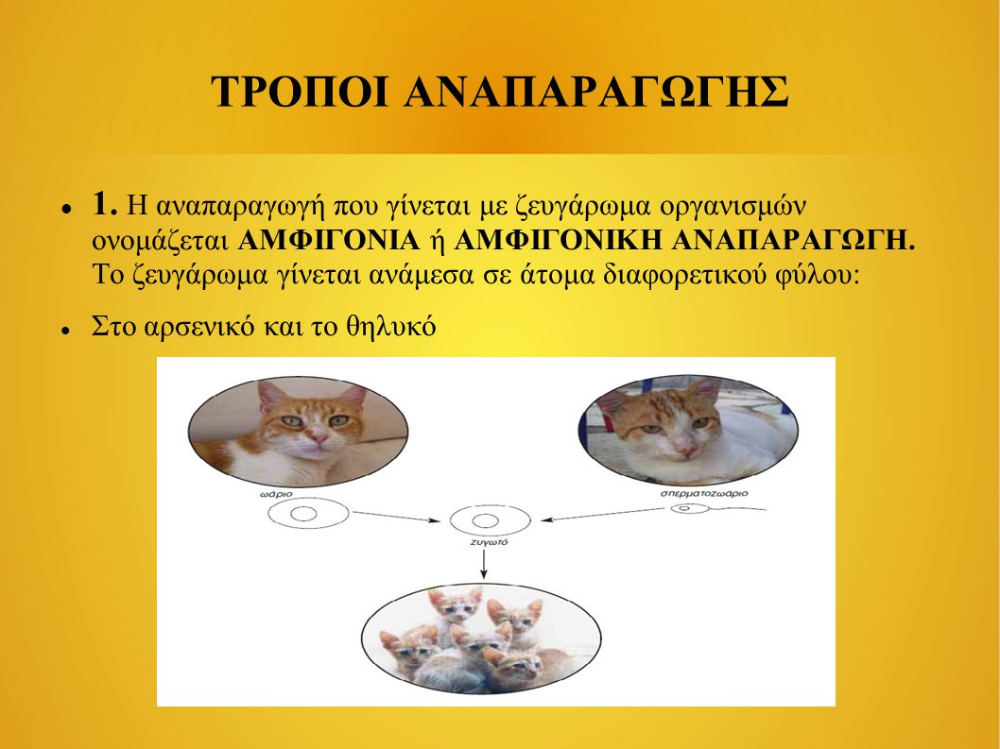 ΤΡΟΠΟΙ ΑΝΑΠΑΡΑΓΩΓΗΣ
1. Η αναπαραγωγή που γίνεται με ζευγάρωμα οργανισμών
ονομάζεται ΑΜΦΙΓΟΝΙΑ ή ΑΜΦΙΓΟΝΙΚΗ ΑΝΑΠΑΡΑΓΩΓΗ.
Το ζευγάρωμα γίνεται ανάμεσα σε άτομα διαφορετικού φύλου:
Στο αρσενικό και το θηλυκό
ωάριο
σπερματοζωάριο
ζυγωτό